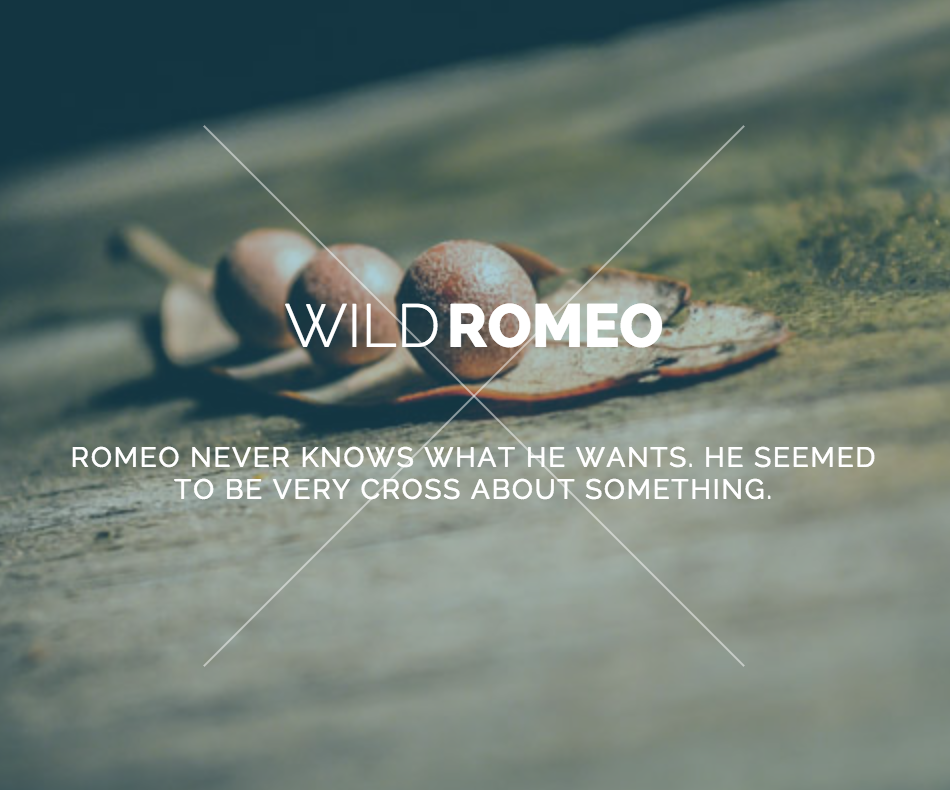 WILD ROMEO
ROMEO NEVER KNOWS WHAT HE WANTS. HE SEEMED
TO BE VERY CROSS ABOUT SOMETHING.